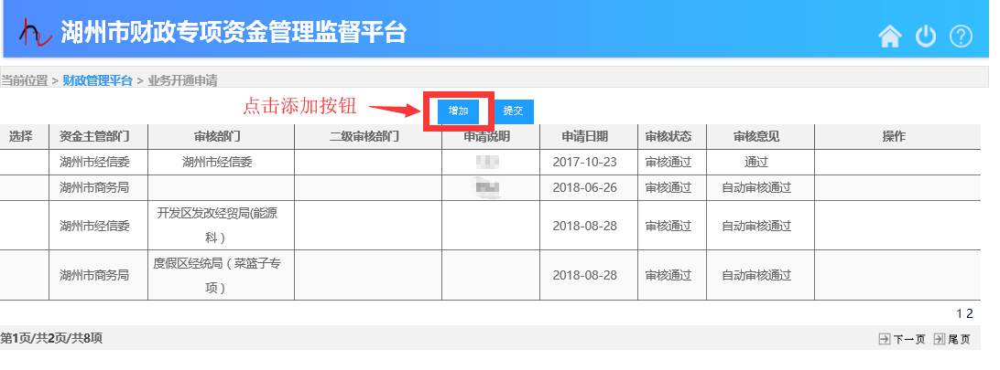 湖州市财政专项资金管理监督平台
当前位置 > 财政管理平台 > 业务开通申请
点击添加按钮 增加 提交
选择 资金主管部门 审核部门 二级审核部门 申请说明 申请日期 审核状态 审核意见 操作
湖州市经信委 湖州市经信委 2017-10-23 审核通过 通过
湖州市商务局 2018-06-26 审核通过 自动审核通过
湖州市经信委 开发区发改经贸局(能源 2018-08-28 审核通过 自动审核通过
科）
湖州市商务局 度假区经统局（菜篮子专 2018-08-28 审核通过 自动审核通过
项）
1 2
第1页/共2页/共8项 下一页 尾页